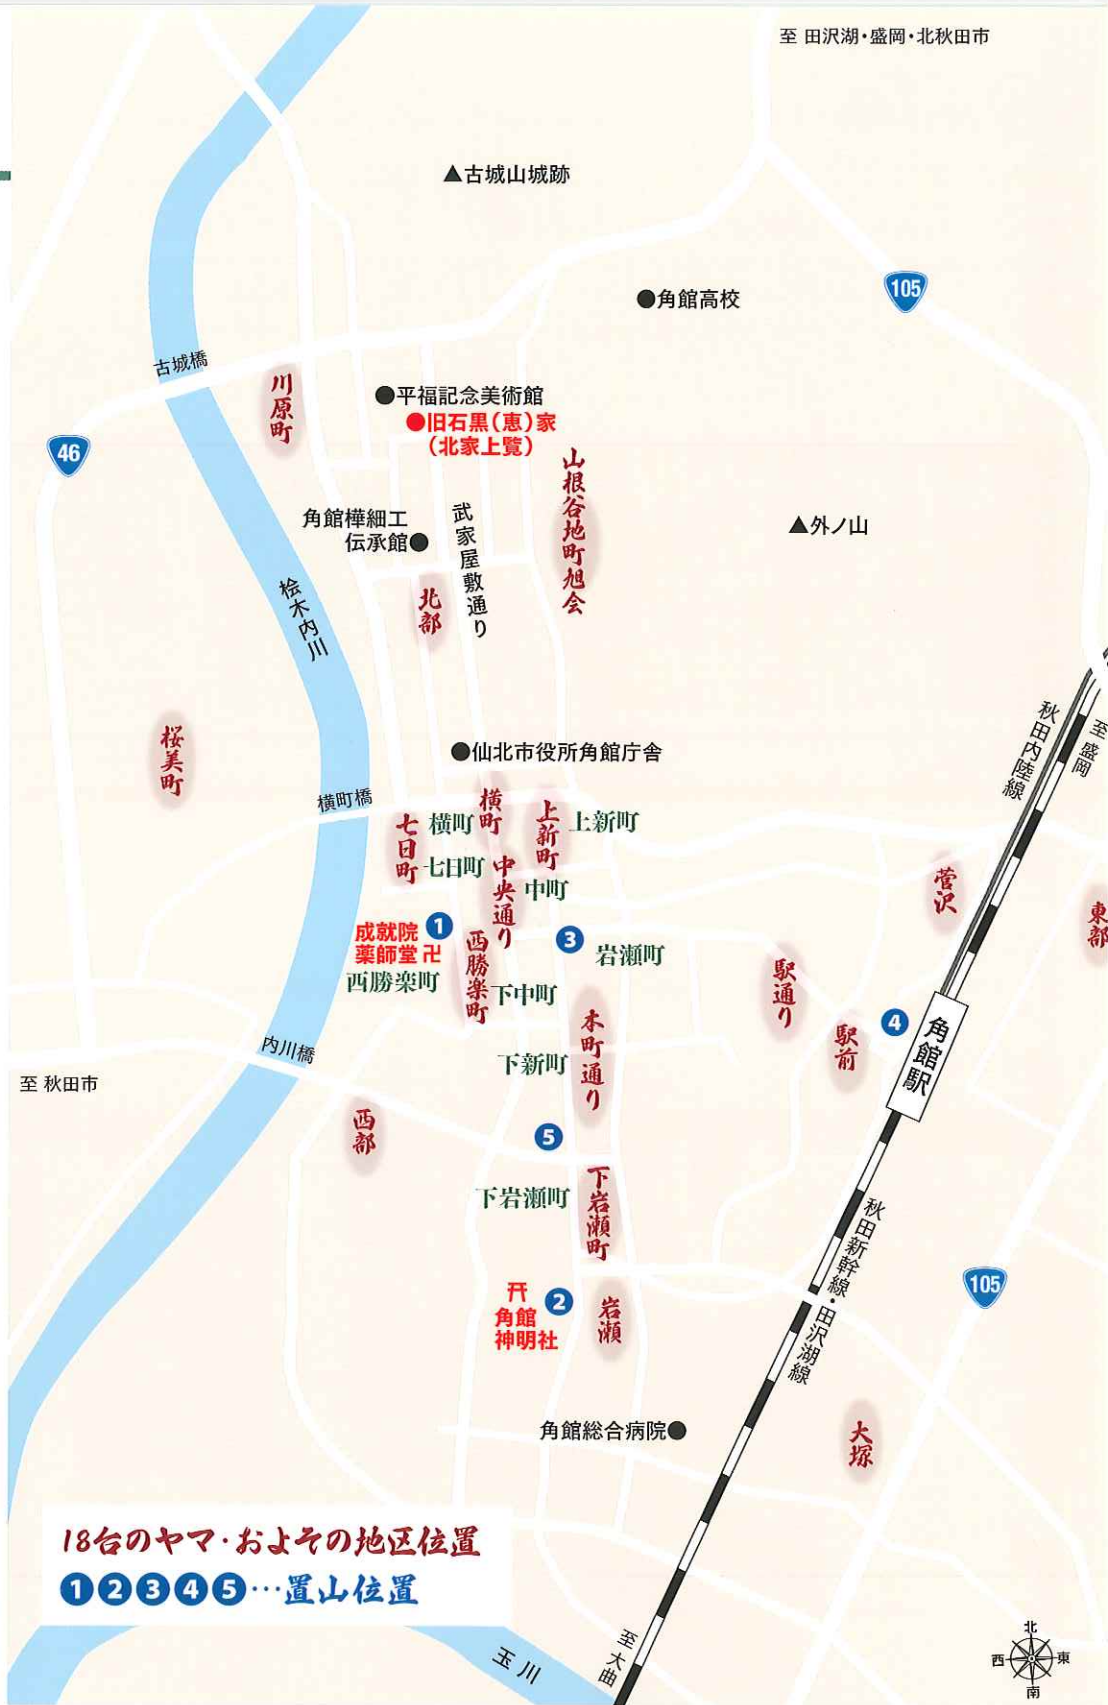 至 田沢湖・盛岡・北秋田市
▲古城山城跡
●角館高校
105
古城橋
川原町
●平福記念美術館
●旧石黒(恵)家
(北家上覧)
46
山根谷地町旭会
角館樺細工
伝承館●
武家屋敷通り
▲外ノ山
北部
桧木内川
桜美町
秋田内陸線
至 盛岡
●仙北市役所角館庁舎
横町橋
七日町
横町
横町
上新町
上新町
七日町
中央通り
中町
菅沢
東部
1
成就院
薬師堂 卍
西勝楽町
西勝楽町
3
岩瀬町
下中町
駅通り
駅前
4
角館駅
本町通り
下新町
内川橋
至 秋田市
西部
5
下岩瀬町
下岩瀬町
秋田新幹線・田沢湖線
105
角館
神明社
2
岩瀬
角館総合病院●
大塚
18台のヤマ・およその地区位置
12345…置山位置
玉川
至 大曲
北
西
東
南